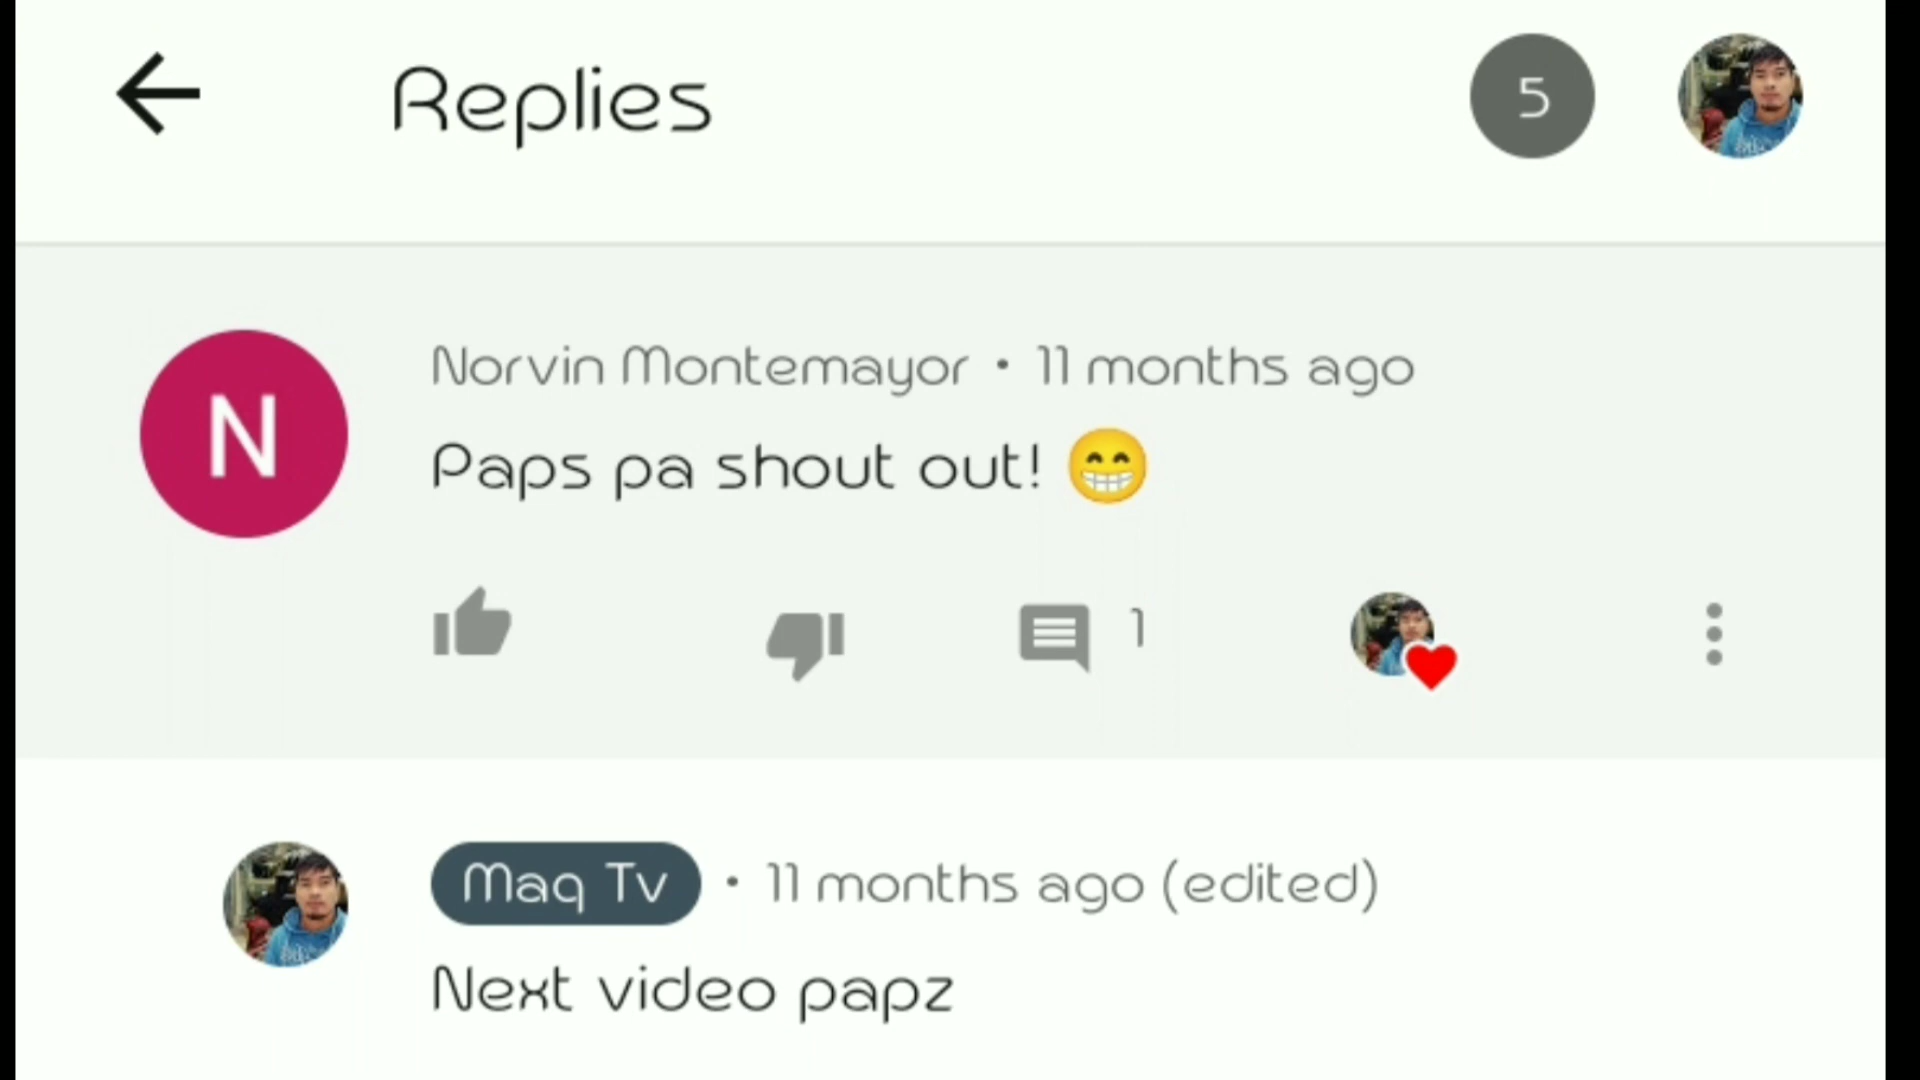 Replies
5
N
Norvin Montemayor • 11 months ago
Paps pa shout out! 😁
1
Maq Tv • 11 months ago (edited)
Next video papz